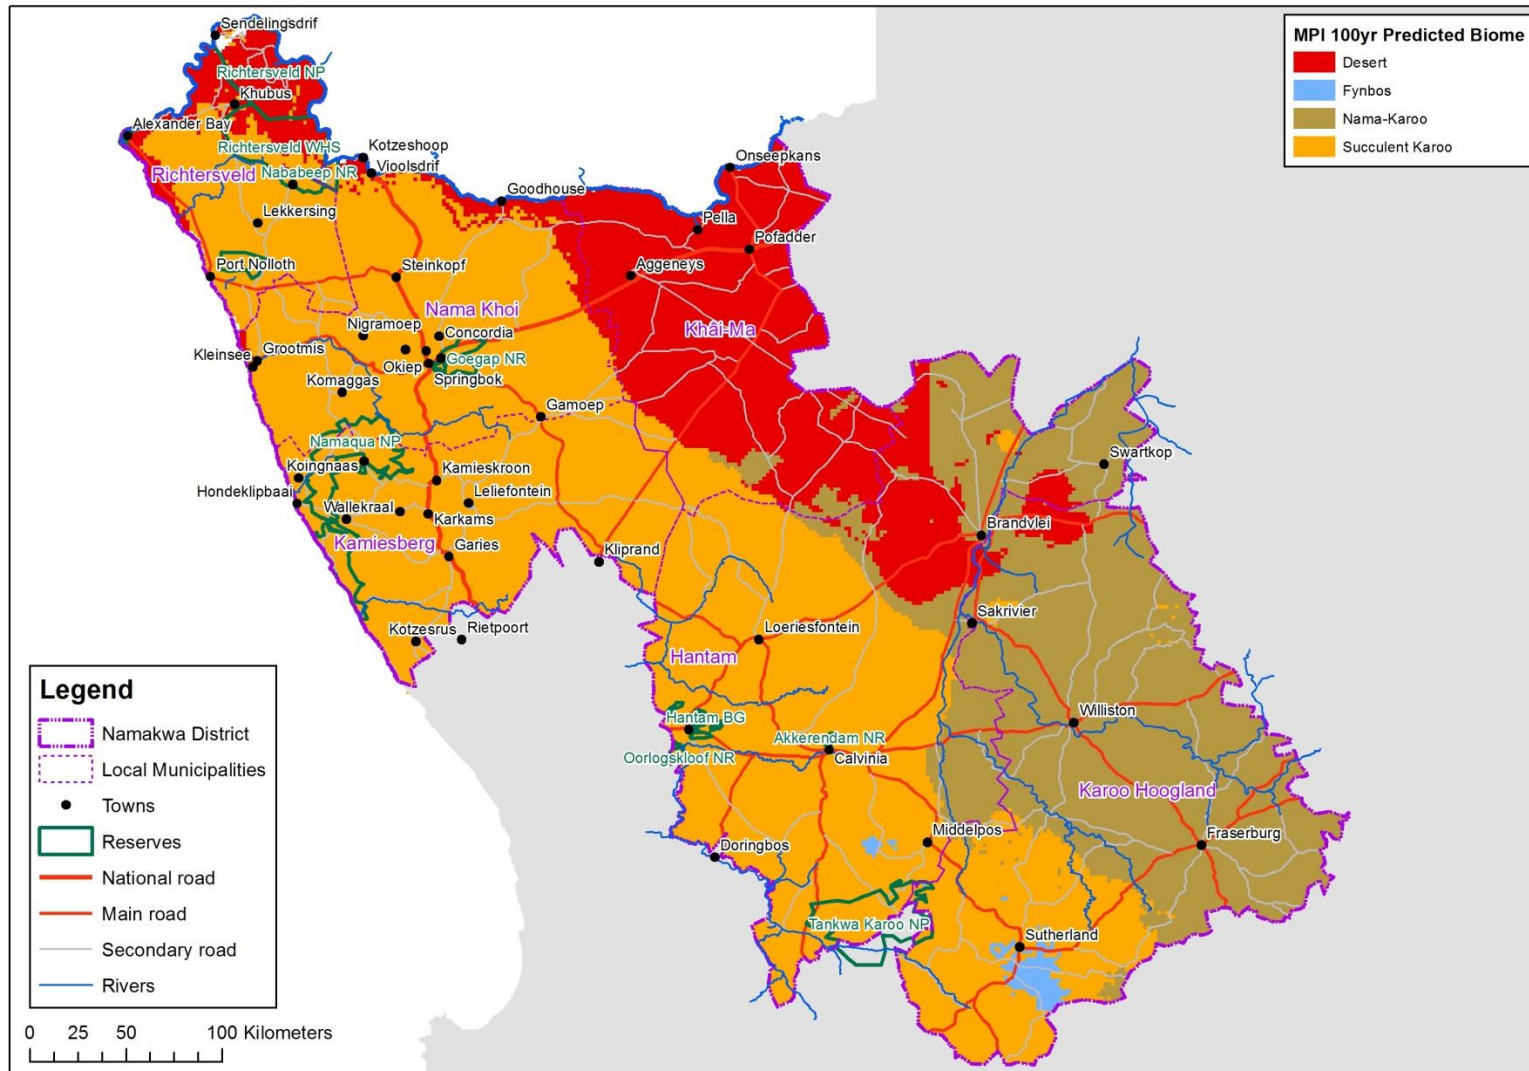 Sendelingsdrif
MPI 100yr Predicted Biome
Desert
Fynbos
Nama-Karoo
Succulent Karoo
Richtersveld NP
Khubus
Alexander Bay
Richtersveld WHS
Kotzeshoop
Vioolsdrif
Onseepkans
Richtersveld
Nababeep NR
Goodhouse
Lekkersing
Pella
Pofadder
Port Nolloth
Steinkopf
Aggeneys
Nama Khoi
Nigramoep
Concordia
Khâi-Ma
Kleinsee
Grootmis
Okiep
Goegap NR
Springbok
Komaggas
Gamoep
Namaqua NP
Koingnaas
Kamieskroon
Swartkop
Hondeklipbaai
Wallekraal
Leliefontein
Karkams
Kamiesberg
Brandvlei
Garies
Kliprand
Kotzesrus
Rietpoort
Loeriesfontein
Sakrivier
Hantam
Hantam BG
Akkerendam NR
Williston
Oorlogskloof NR
Calvinia
Karoo Hoogland
Middelpos
Fraserburg
Doringbos
Tankwa Karoo NP
Sutherland
Legend
Namakwa District
Local Municipalities
Towns
Reserves
National road
Main road
Secondary road
Rivers
0 25 50 100 Kilometers